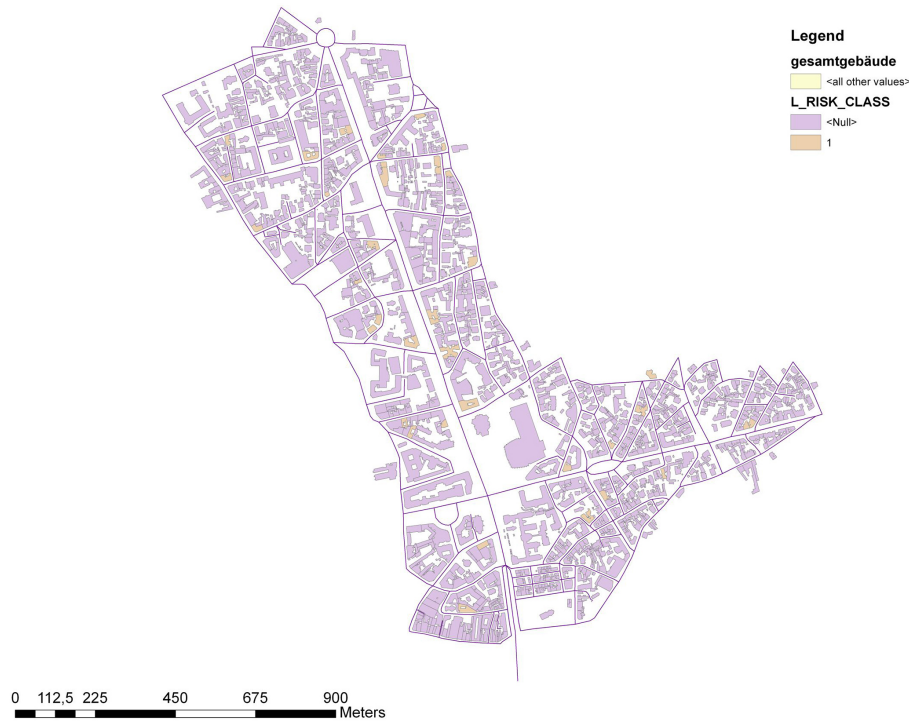 Legend
gesamtgebäude
<all other values>
L_RISK_CLASS
<Null>
1
0 112,5 225 450 675 900
Meters